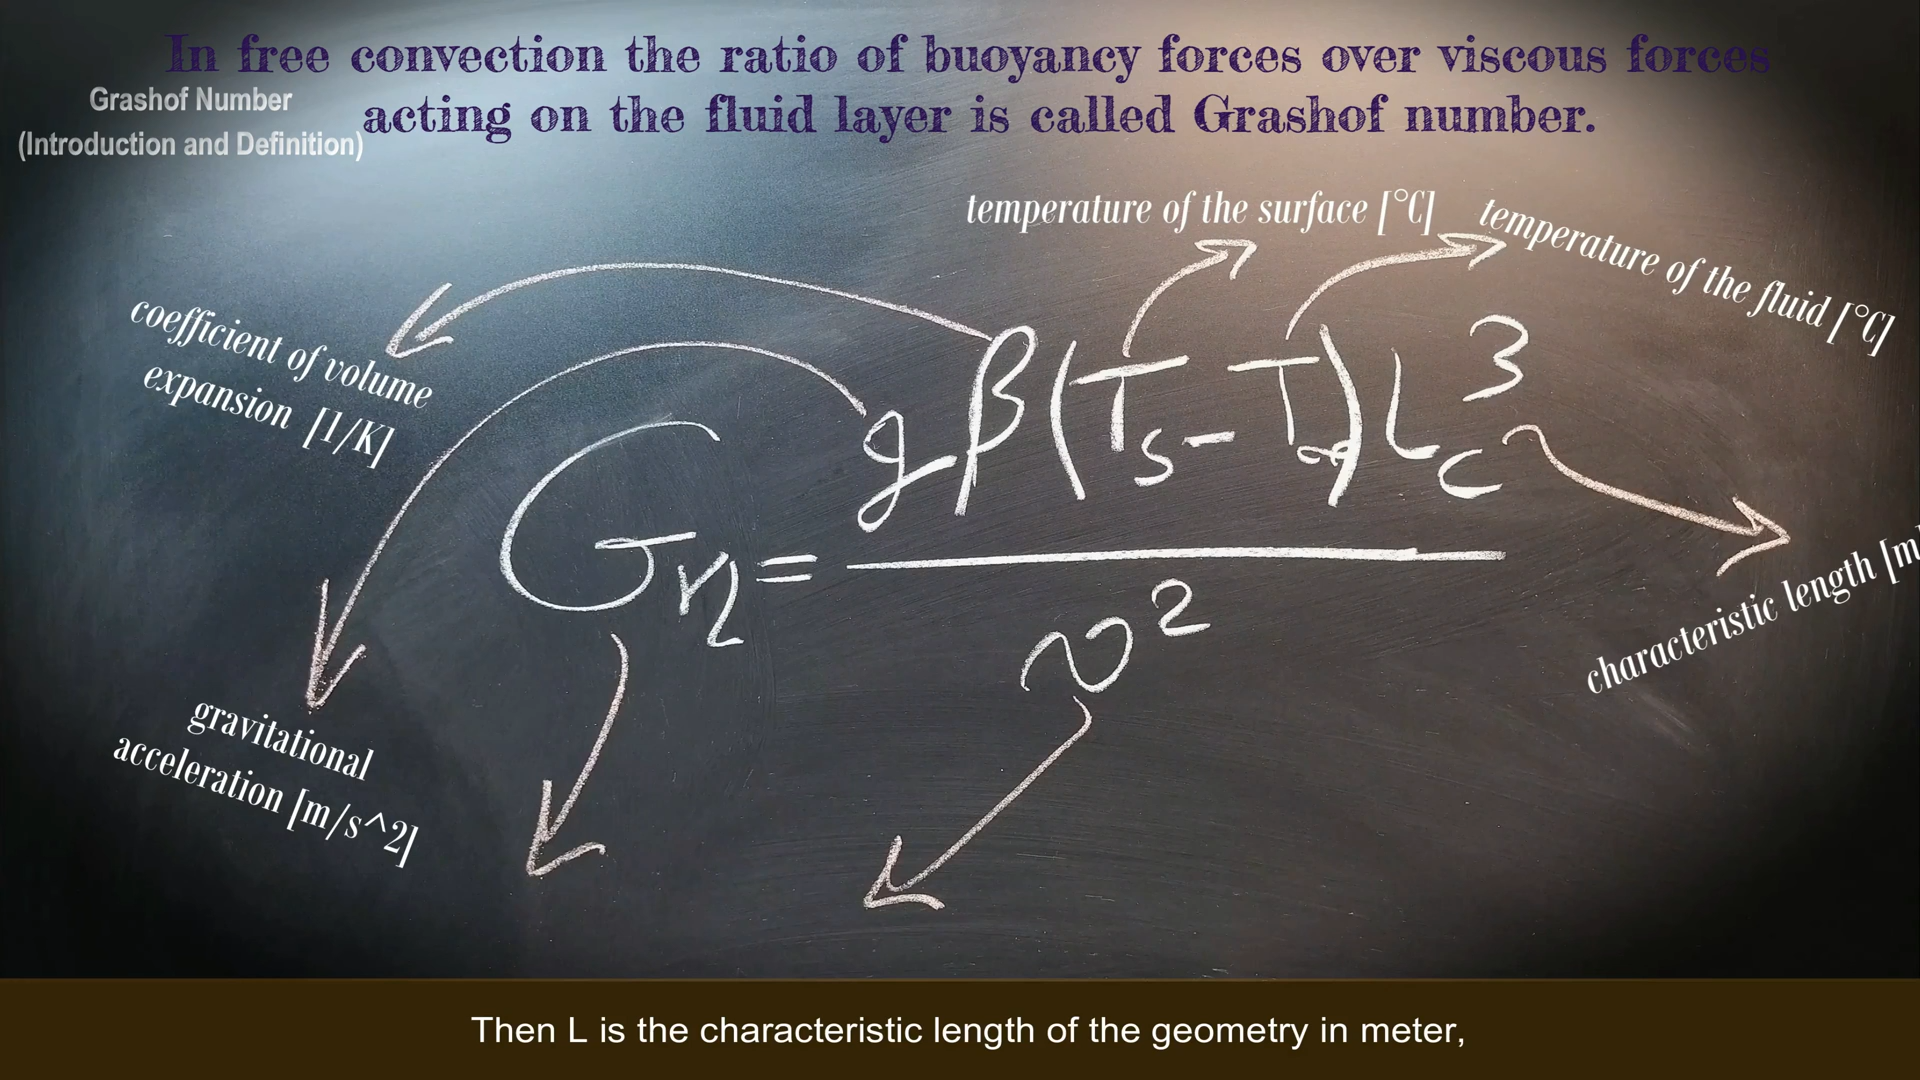 In free convection the ratio of buoyancy forces over viscous forces
acting on the fluid layer is called Grashof number.
Grashof Number
(Introduction and Definition)
temperature of the surface [°C]
temperature of the fluid [°C]
coefficient of volume
expansion [1/K]
gβ(Ts-T∞)Lc³
Gr_L=
ν²
characteristic length [m
gravitational
acceleration [m/s^2]
Then L is the characteristic length of the geometry in meter,